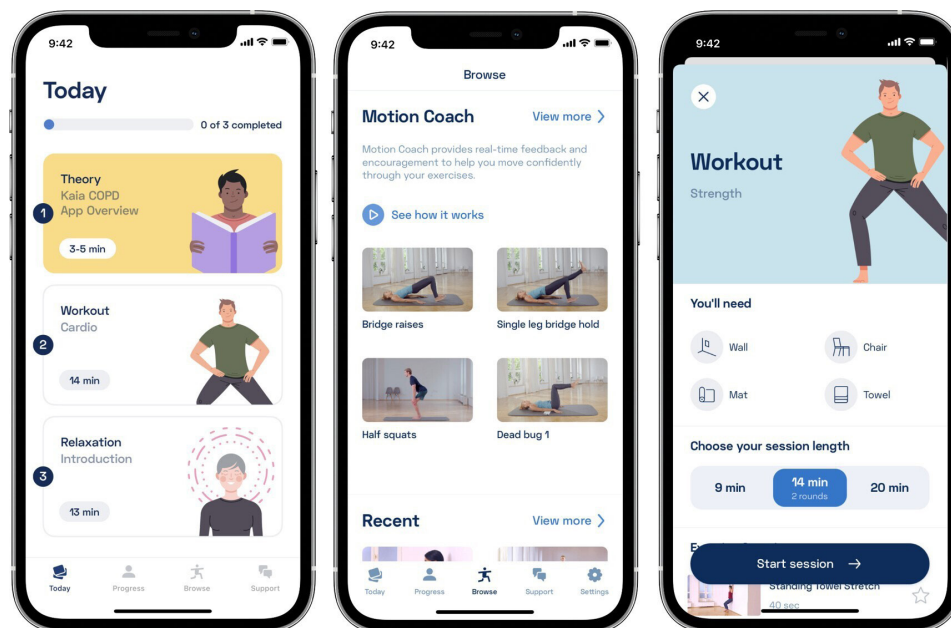 9:42
Today
0 of 3 completed
Theory
Kaia COPD
App Overview
1
3-5 min
Workout
Cardio
2
14 min
Relaxation
Introduction
3
13 min
Today
Progress
Browse
Support
9:42
Browse
Motion Coach
View more
Motion Coach provides real-time feedback and
encouragement to help you move confidently
through your exercises.
See how it works
Bridge raises
Single leg bridge hold
Half squats
Dead bug 1
Recent
View more
Today
Progress
Browse
Support
Settings
9:42
Workout
Strength
You'll need
Wall
Chair
Mat
Towel
Choose your session length
9 min
14 min
2 rounds
20 min
Start session
Standing Towel Stretch
40 sec